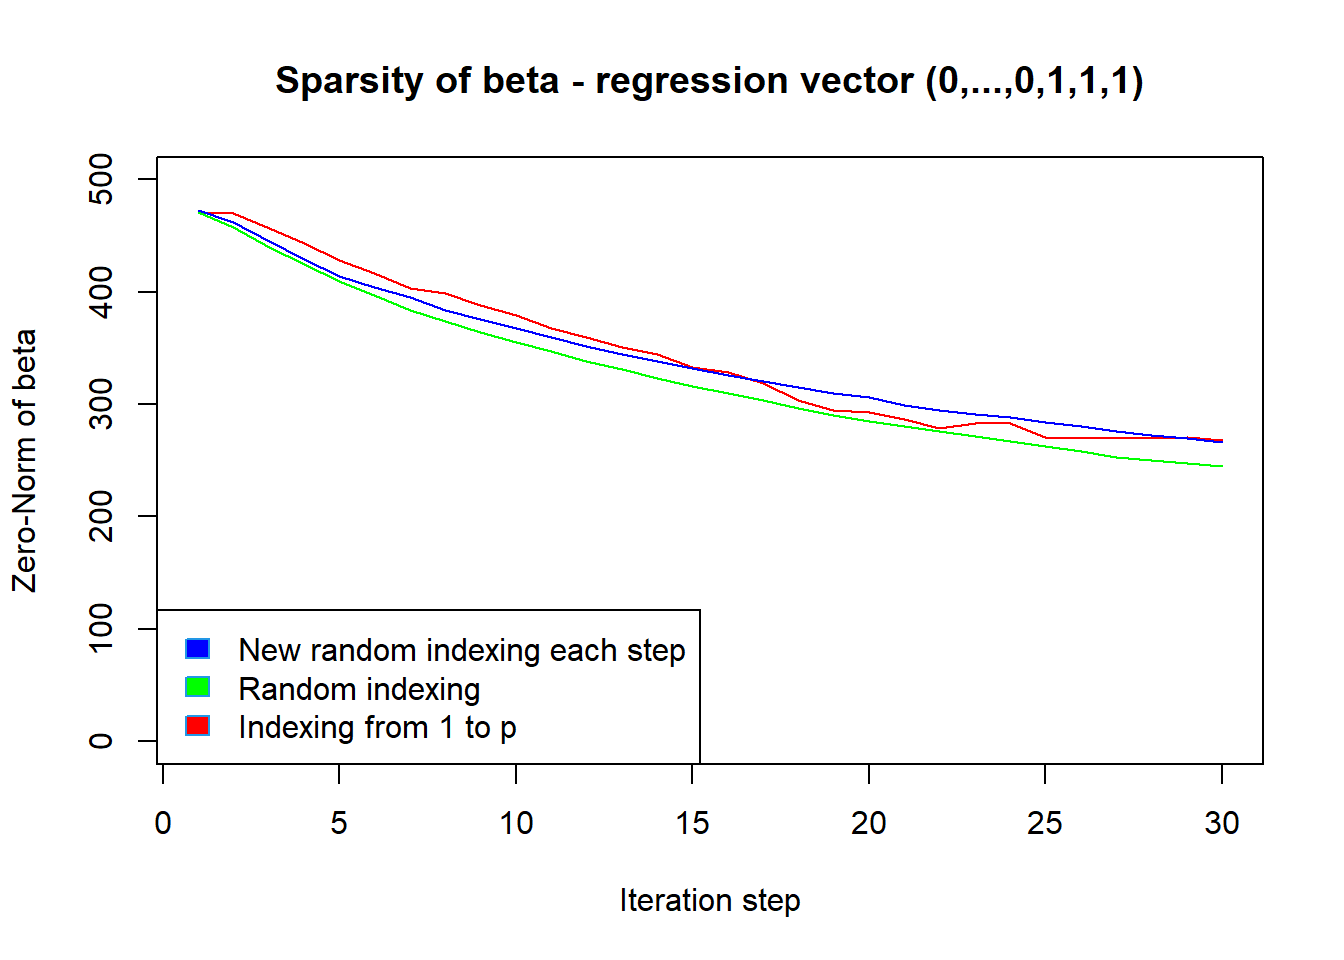 Sparsity of beta - regression vector (0,...,0,1,1,1)
Zero-Norm of beta
500
400
300
200
100
0
New random indexing each step
Random indexing
Indexing from 1 to p
0 5 10 15 20 25 30
Iteration step